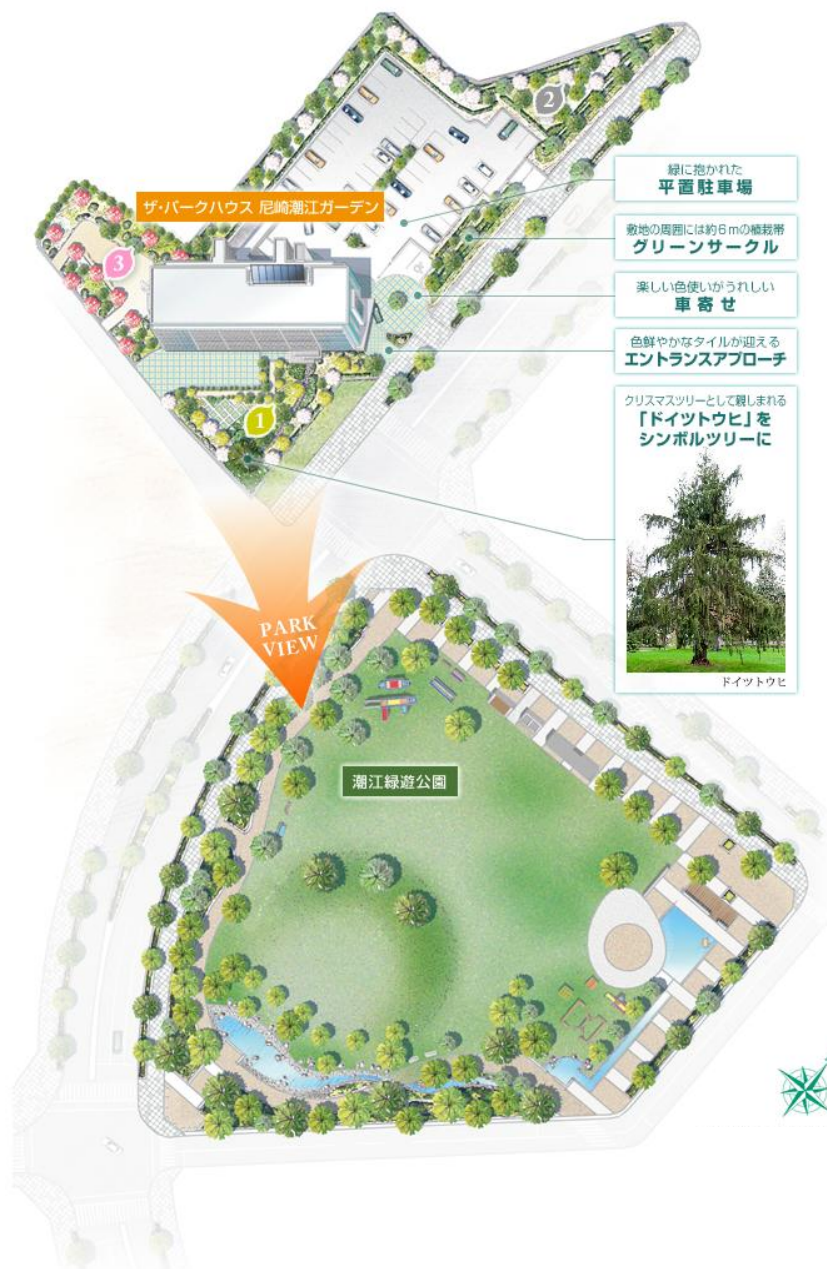 2
緑に抱かれた
平置駐車場
ザ・パークハウス 尼崎潮江ガーデン
敷地の周囲には約6mの植栽帯
グリーンサークル
3
楽しい色使いがうれしい
車寄せ
色鮮やかなタイルが迎える
エントランスアプローチ
クリスマスツリーとして親しまれる
「ドイツトウヒ」を
シンボルツリーに
1
PARK
VIEW
ドイツトウヒ
潮江緑遊公園